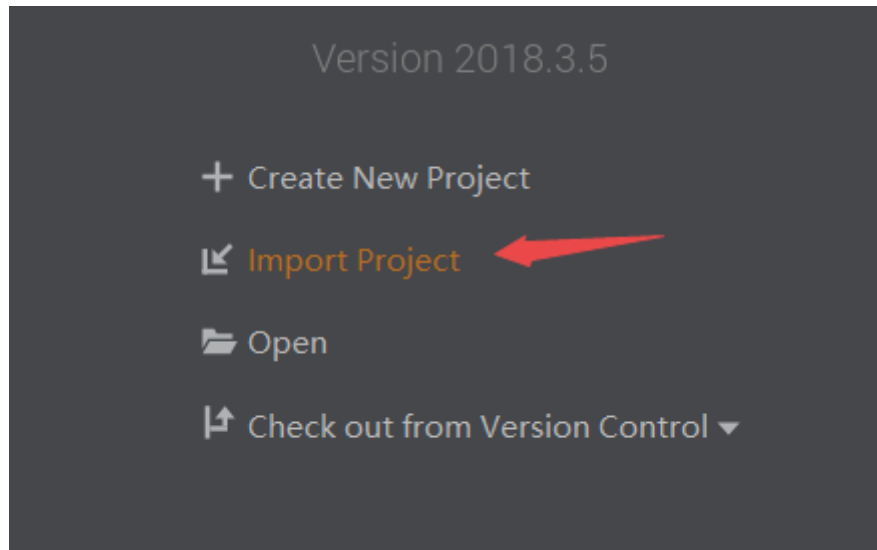 Version 2018.3.5
Create New Project
Import Project
Open
Check out from Version Control